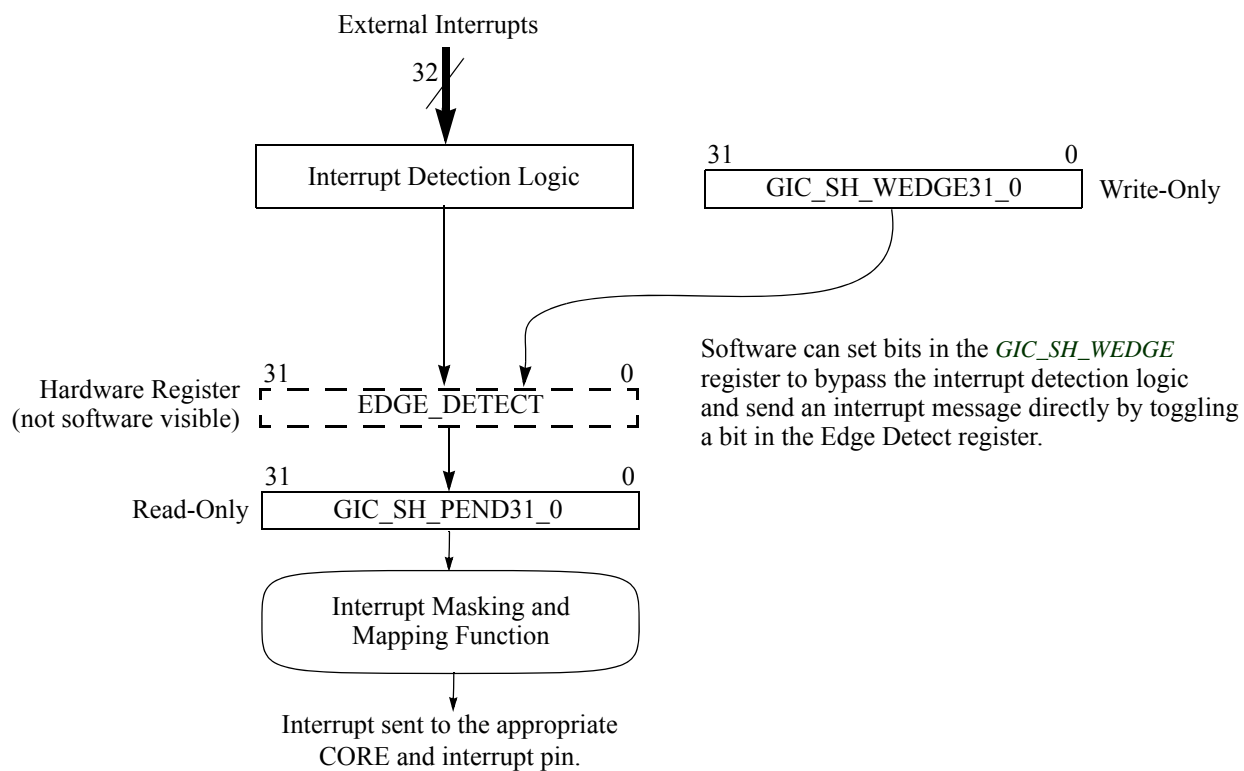 External Interrupts
32
Interrupt Detection Logic
31 0
GIC_SH_WEDGE31_0
Write-Only
Software can set bits in the GIC_SH_WEDGE
register to bypass the interrupt detection logic
and send an interrupt message directly by toggling
a bit in the Edge Detect register.
Hardware Register
(not software visible)
31 0
EDGE_DETECT
31 0
Read-Only
GIC_SH_PEND31_0
Interrupt Masking and
Mapping Function
Interrupt sent to the appropriate
CORE and interrupt pin.